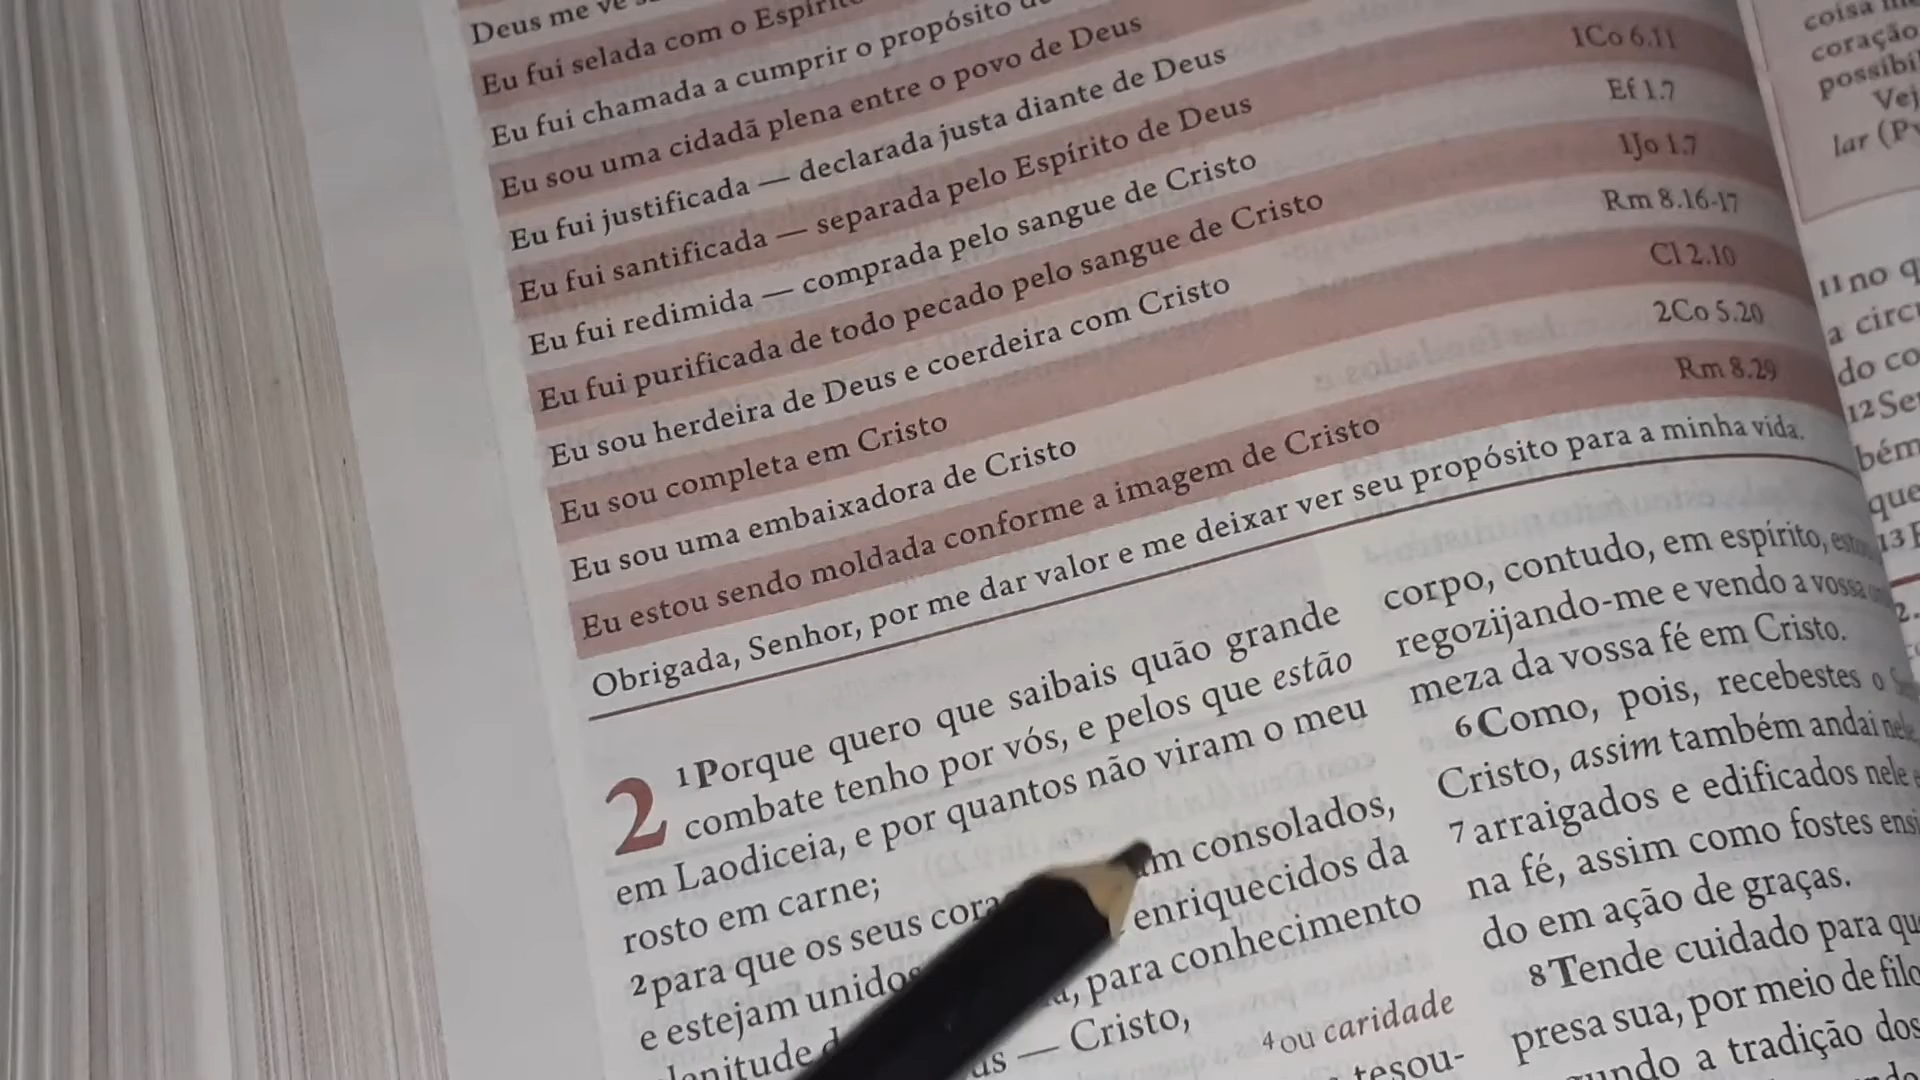 Deus me vê
Eu fui selada com o Espírito
Eu fui chamada a cumprir o propósito
Eu sou uma cidadã plena entre o povo de Deus
Eu fui justificada — declarada justa diante de Deus
Eu fui santificada — separada pelo Espírito de Deus 1Co 6.11
Eu fui redimida — comprada pelo sangue de Cristo Ef 1.7
Eu fui purificada de todo pecado pelo sangue de Cristo 1Jo 1.7
Eu sou herdeira de Deus e coerdeira com Cristo Rm 8.16-17
Eu sou completa em Cristo Cl 2.10
Eu sou uma embaixadora de Cristo 2Co 5.20
Eu estou sendo moldada conforme a imagem de Cristo Rm 8.29
Obrigada, Senhor, por me dar valor e me deixar ver seu propósito para a minha vida.
2 1Porque quero que saibais quão grande
combate tenho por vós, e pelos que estão
em Laodiceia, e por quantos não viram o meu
rosto em carne;
2para que os seus consolados,
e estejam unidos enriquecidos da
para conhecimento
— Cristo,
4ou caridade
corpo, contudo, em espírito,
regozijando-me e vendo a vossa
meza da vossa fé em Cristo.
6Como, pois, recebestes o
Cristo, assim também andai nele
7arraigados e edificados nele
na fé, assim como fostes
do em ação de graças.
8Tende cuidado para
presa sua, por meio de
a tradição dos
coração
Vej
lar
11no
a
do
12
bém
que
13